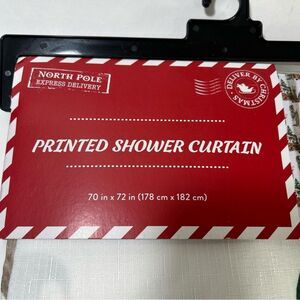 NORTH POLE
EXPRESS DELIVERY
DELIVER BY CHRISTMAS
PRINTED SHOWER CURTAIN
70 in x 72 in (178 cm x 182 cm)